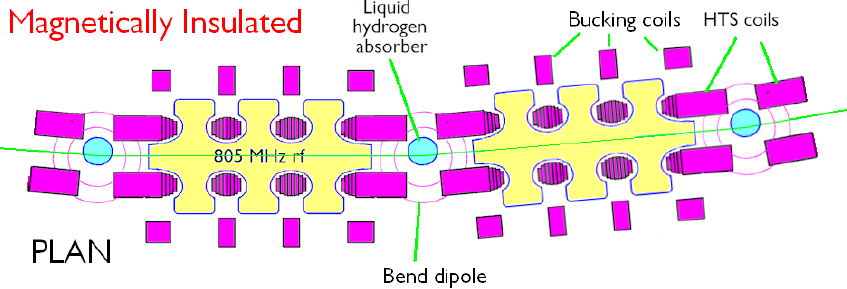 Magnetically Insulated
Liquid
hydrogen
absorber
Bucking coils
HTS coils
805 MHz rf
PLAN
Bend dipole